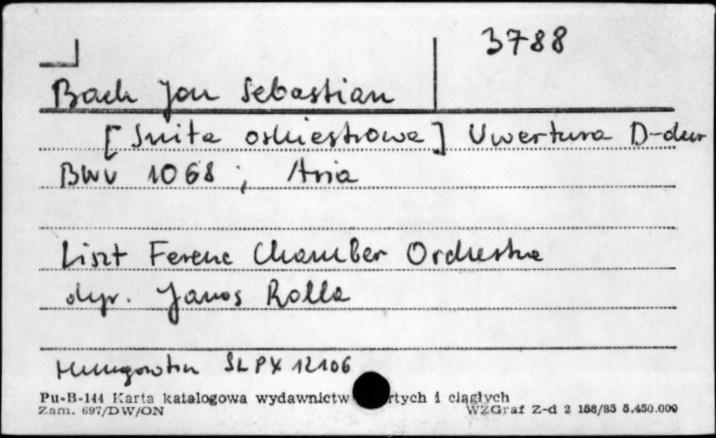 3788
Bach Jan Sebastian
[Suita orkiestrowa] Uwertura D-dur
BWV 1068 ; Aria
Liszt Ferenc Chamber Orchestra
dyr. Janos Rolla
Hungaroton SLPX 12106
Pu-B-144 Karta katalogowa wydawnictw rtych i ciągłych
Zam. 697/DW/ON WZGraf Z-d 2 158/85 5.450.000